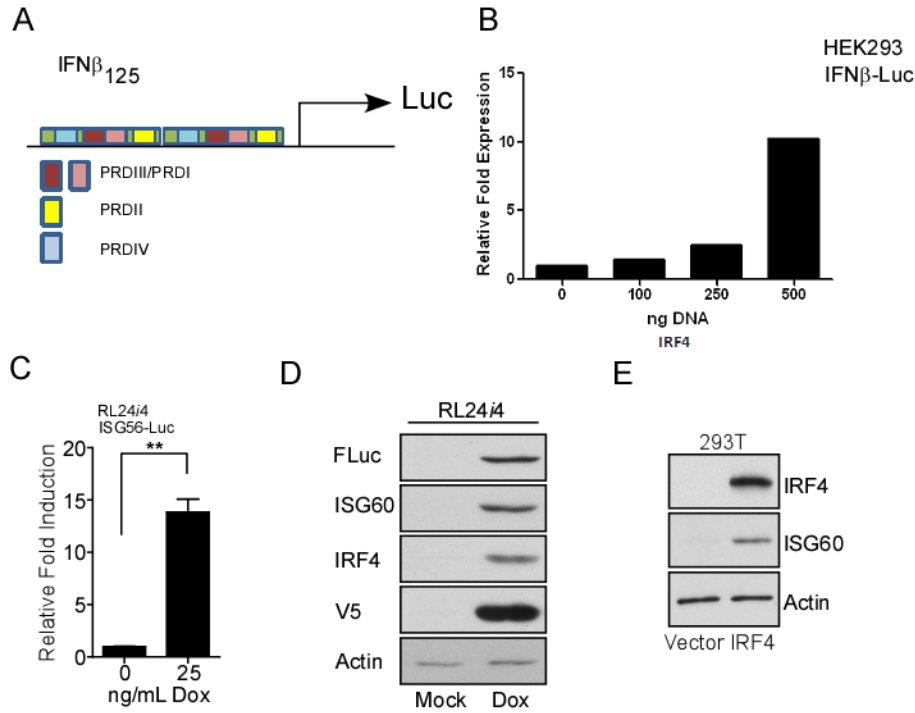 A
IFNβ125
Luc
PRDIII/PRDI
PRDII
PRDIV
B
HEK293
IFNβ-Luc
Relative Fold Expression
15
10
5
0
0 100 250 500
ng DNA
IRF4
C
RL24i4
ISG56-Luc
**
Relative Fold Induction
20
15
10
5
0
0 25
ng/mL Dox
D
RL24i4
FLuc
ISG60
IRF4
V5
Actin
Mock Dox
E
293T
IRF4
ISG60
Actin
Vector IRF4